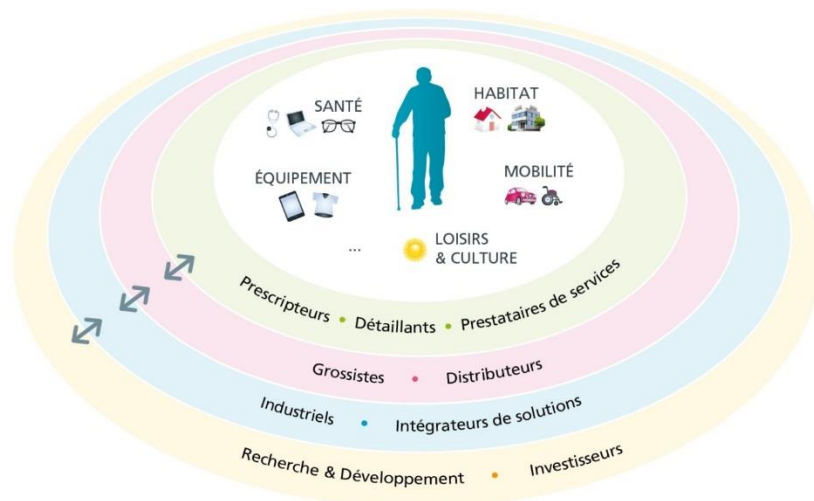 SANTÉ
HABITAT
ÉQUIPEMENT
MOBILITÉ
...
LOISIRS
& CULTURE
Prescripteurs • Détaillants • Prestataires de services
Grossistes • Distributeurs
Industriels • Intégrateurs de solutions
Recherche & Développement • Investisseurs